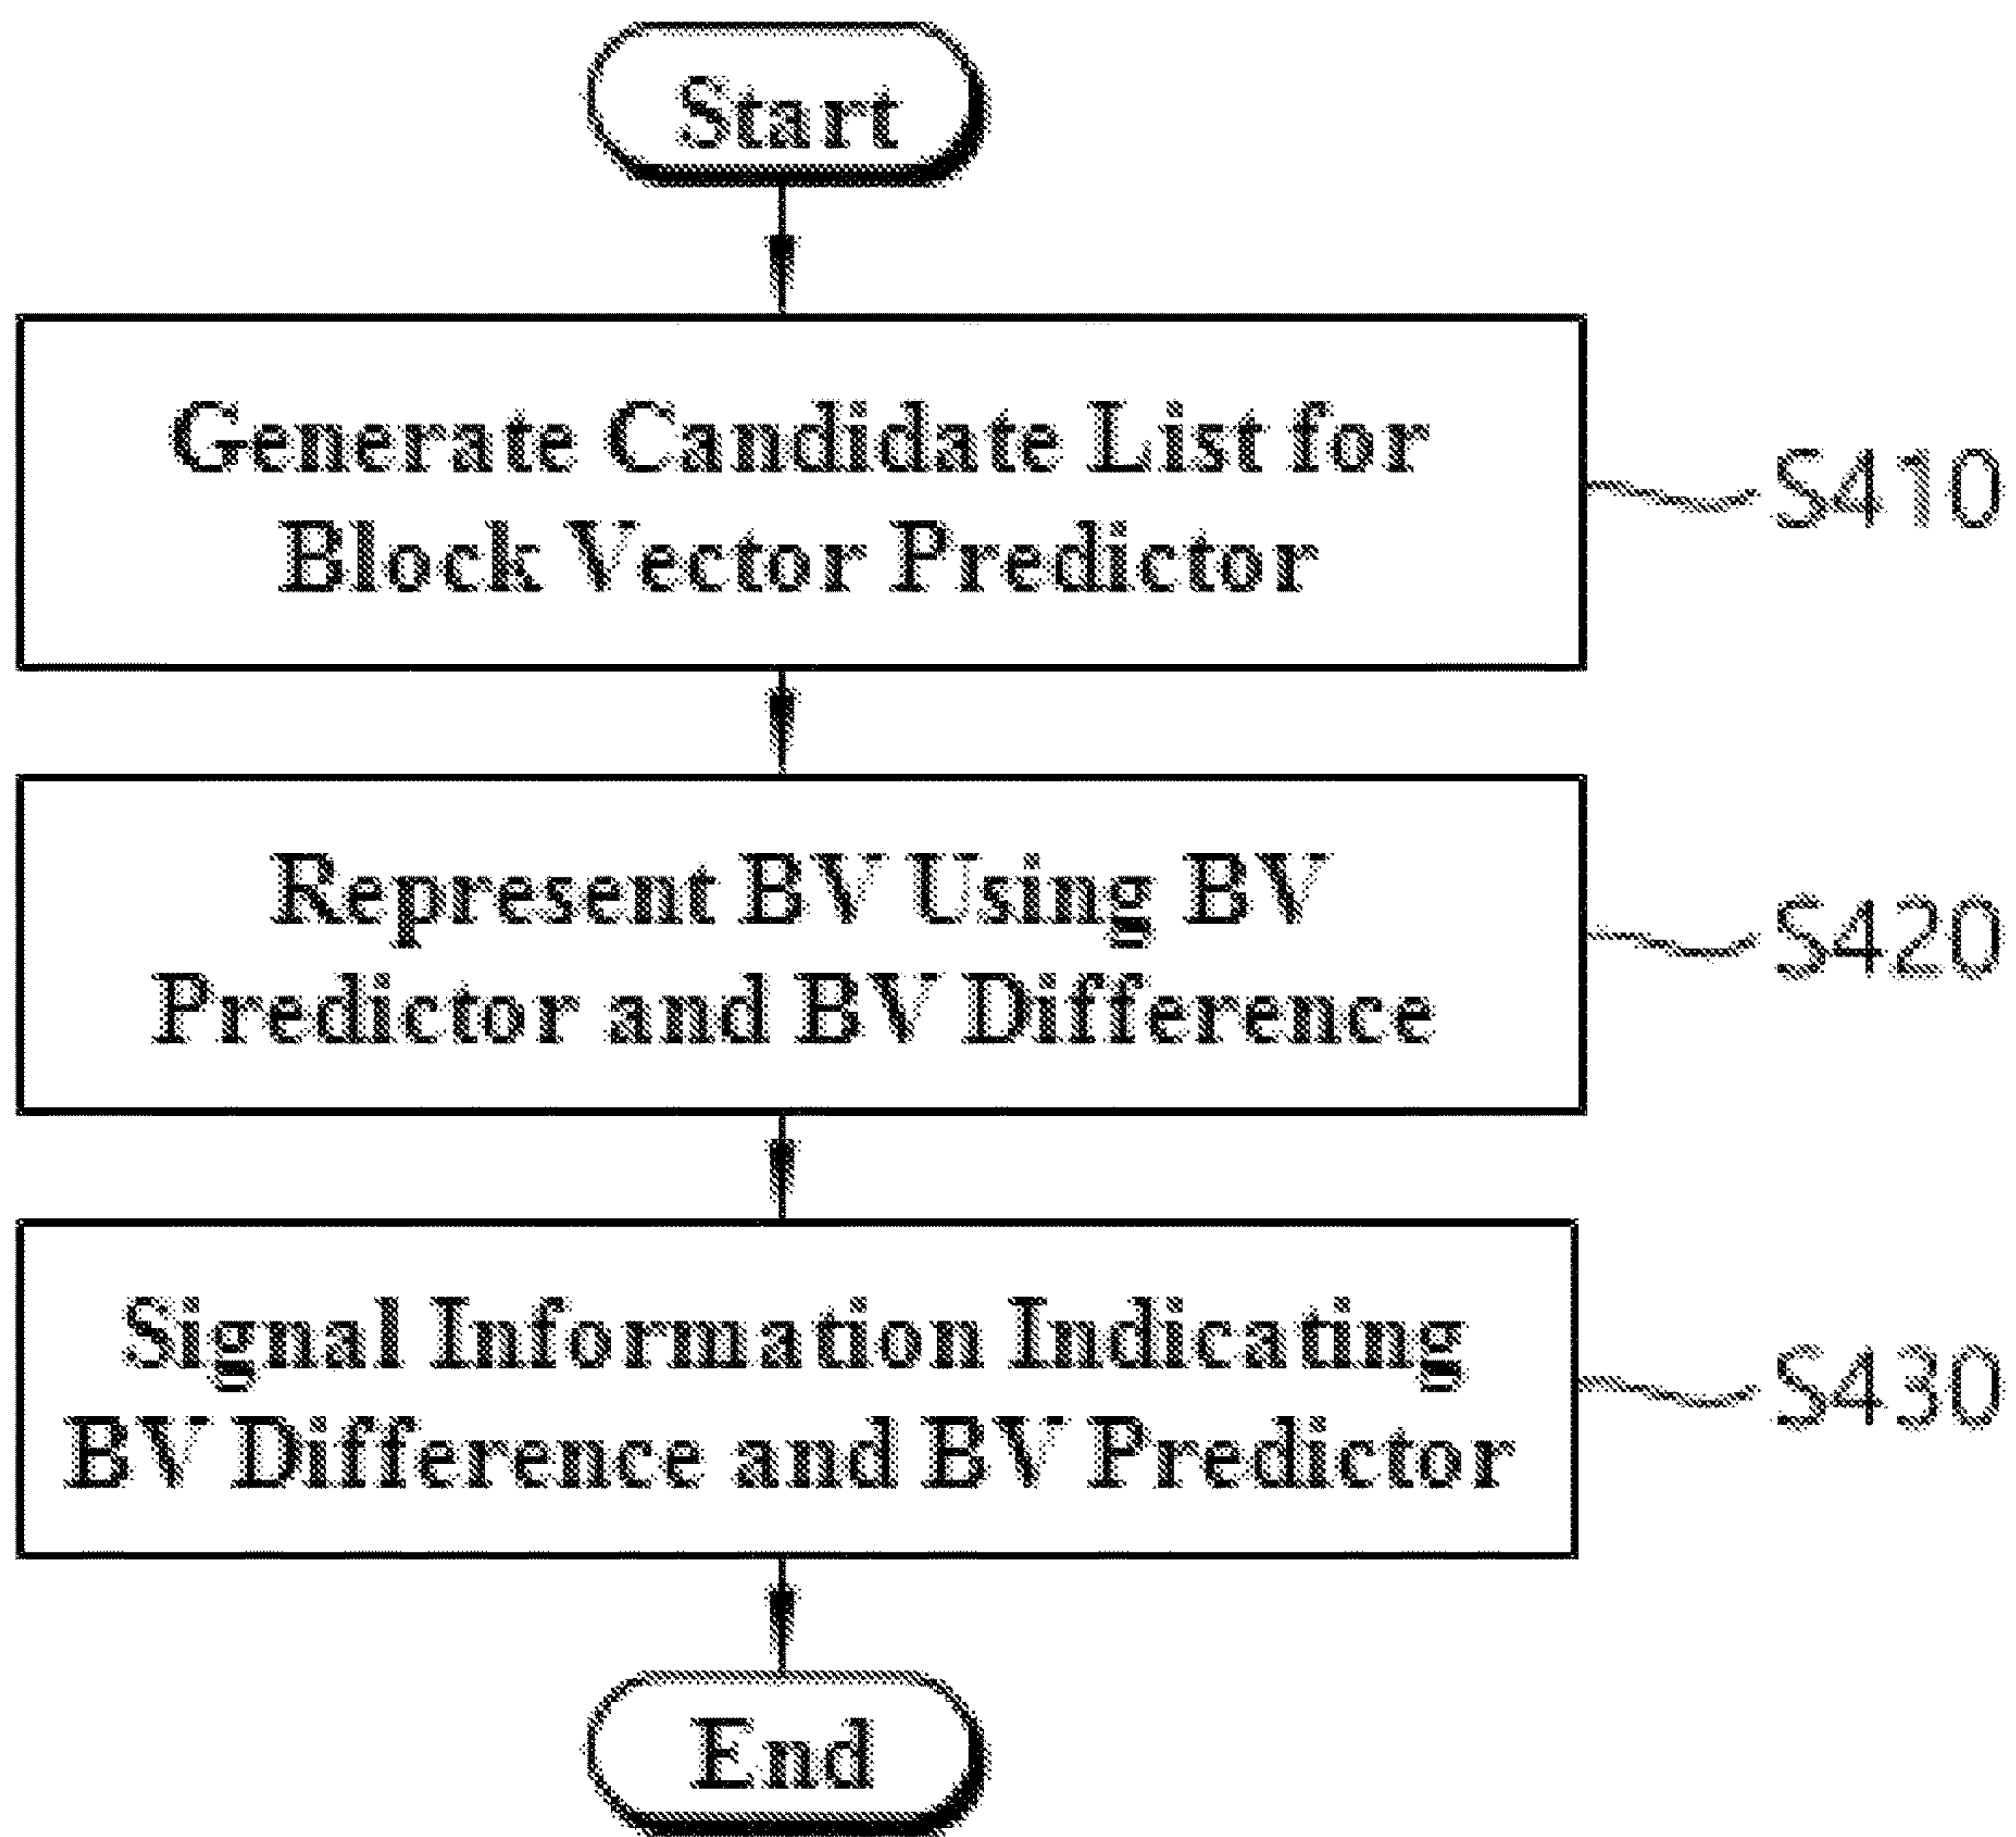 Start
Generate Candidate List for
Block Vector Predictor
S410
Represent BV Using BV
Predictor and BV Difference
S420
Signal Information Indicating
BV Difference and BV Predictor
S430
End